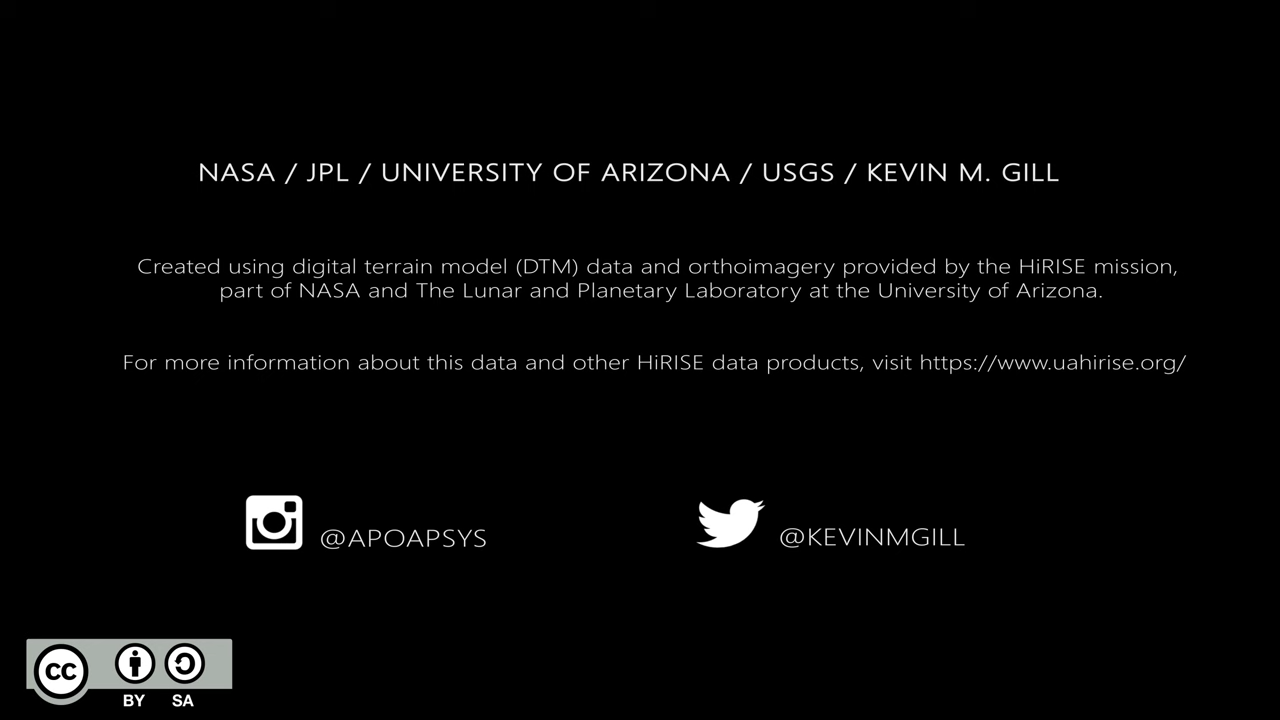 NASA / JPL / UNIVERSITY OF ARIZONA / USGS / KEVIN M. GILL
Created using digital terrain model (DTM) data and orthoimagery provided by the HiRISE mission,
part of NASA and The Lunar and Planetary Laboratory at the University of Arizona.
For more information about this data and other HiRISE data products, visit https://www.uahirise.org/
@APOAPSYS
@KEVINMGILL
CC
BY SA